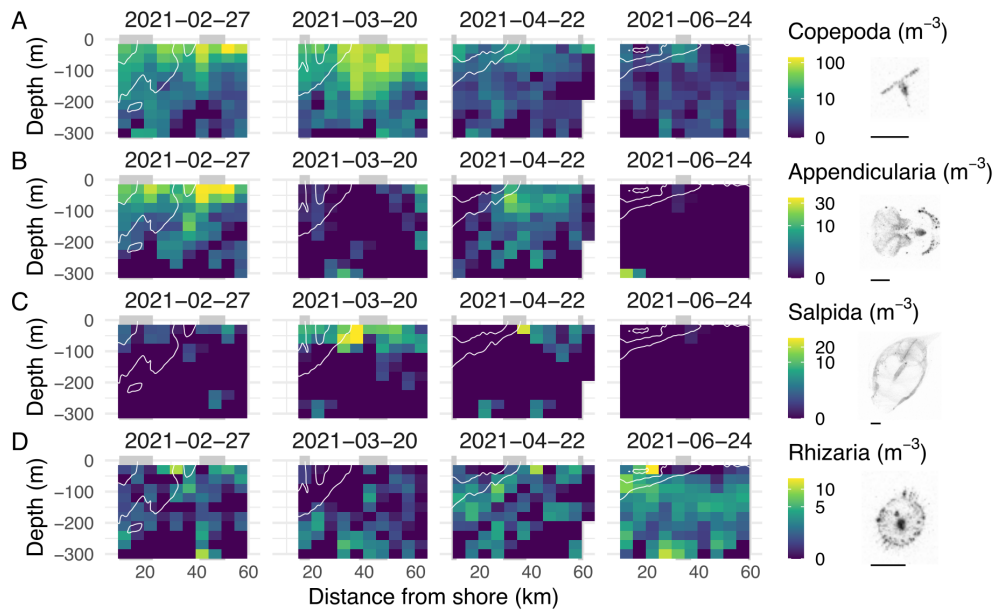 A 2021−02−27 2021−03−20 2021−04−22 2021−06−24 Copepoda (m−3)
Depth (m)
0
−100
−200
−300
100
10
0
B 2021−02−27 2021−03−20 2021−04−22 2021−06−24 Appendicularia (m−3)
Depth (m)
0
−100
−200
−300
30
10
0
C 2021−02−27 2021−03−20 2021−04−22 2021−06−24 Salpida (m−3)
Depth (m)
0
−100
−200
−300
20
10
0
D 2021−02−27 2021−03−20 2021−04−22 2021−06−24 Rhizaria (m−3)
Depth (m)
0
−100
−200
−300
10
5
0
20 40 60 20 40 60 20 40 60 20 40 60
Distance from shore (km)